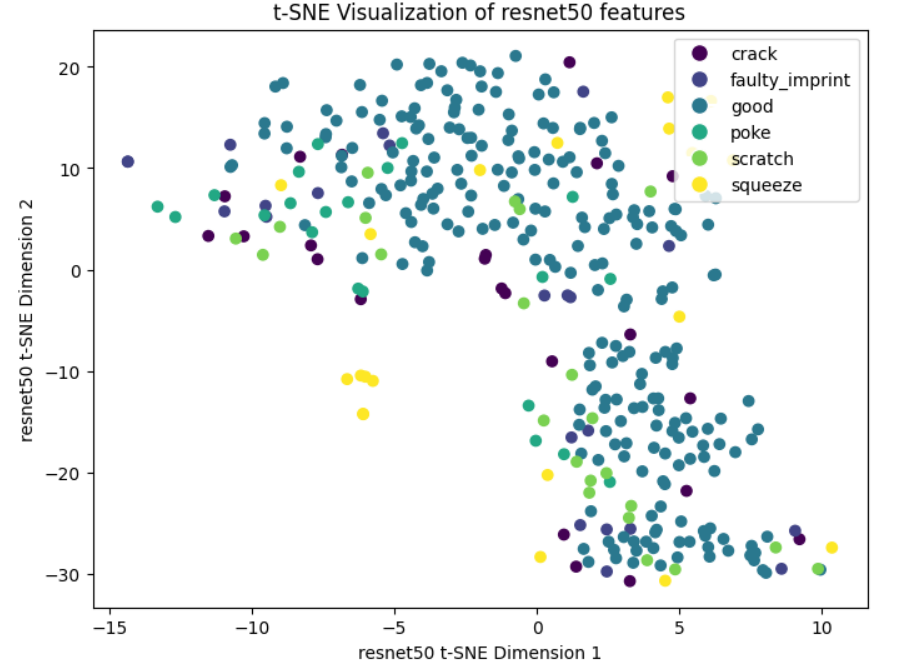 t-SNE Visualization of resnet50 features
crack
faulty_imprint
good
poke
scratch
squeeze
20
10
0
−10
−20
−30
resnet50 t-SNE Dimension 2
−15
−10
−5
0
5
10
resnet50 t-SNE Dimension 1